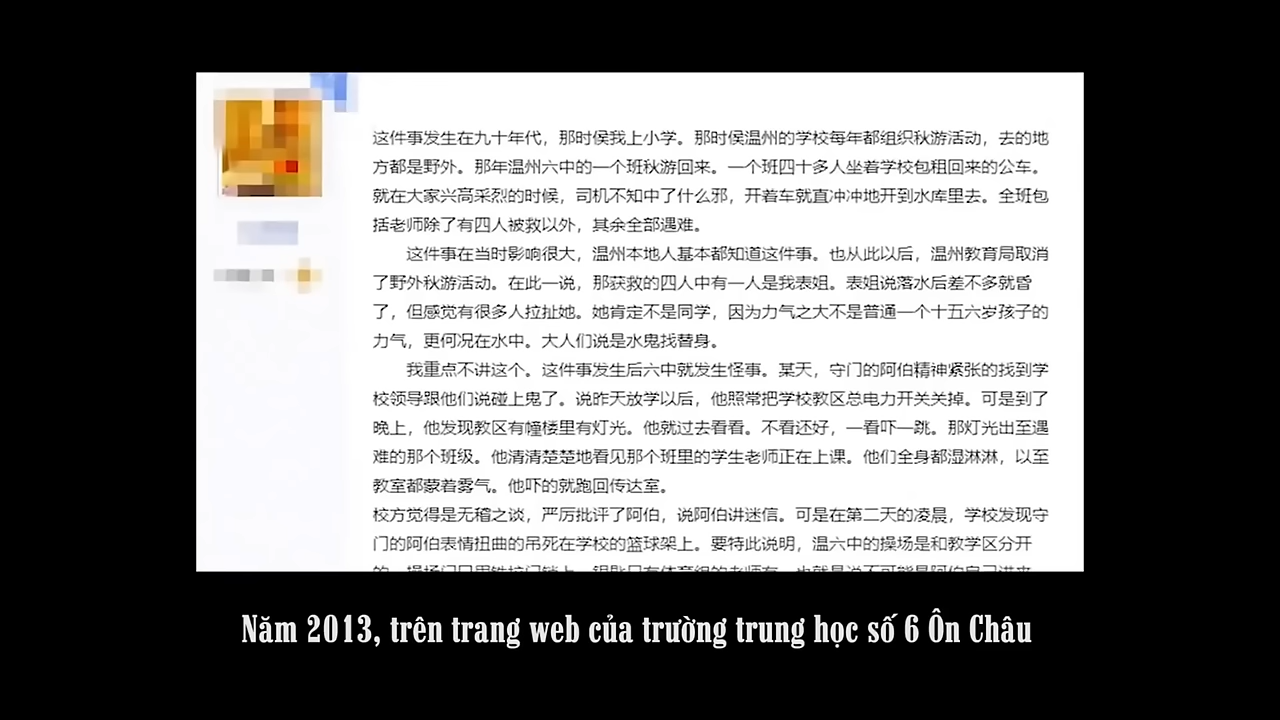 这件事发生在九十年代，那时侯我上小学。那时侯温州的学校每年都组织秋游活动，去的地
方都是野外。那年温州六中的一个班秋游回来。一个班四十多人坐着学校包租回来的公车。
就在大家兴高采烈的时候，司机不知中了什么邪，开着车就直冲冲地开到水库里去。全班包
括老师除了有四人被救以外，其余全部遇难。
这件事在当时影响很大，温州本地人基本都知道这件事。也从此以后，温州教育局取消
了野外秋游活动。在此一说，那获救的四人中有一人是我表姐。表姐说落水后差不多就昏
了，但感觉有很多人拉扯她。她肯定不是同学，因为力气之大不是普通一个十五六岁孩子的
力气，更何况在水中。大人们说是水鬼找替身。
我重点不讲这个。这件事发生后六中就发生怪事。某天，守门的阿伯精神紧张的找到学
校领导跟他们说碰上鬼了。说昨天放学以后，他照常把学校教区总电力开关关掉。可是到了
晚上，他发现教区有幢楼里有灯光。他就过去看看。不看还好，一看吓一跳。那灯光出至遇
难的那个班级。他清清楚楚地看见那个班里的学生老师正在上课。他们全身都湿淋淋，以至
教室都蒙着雾气。他吓的就跑回传达室。
校方觉得是无稽之谈，严厉批评了阿伯，说阿伯讲迷信。可是在第二天的凌晨，学校发现守
门的阿伯表情扭曲的吊死在学校的篮球架上。要特此说明，温六中的操场是和教学区分开
Năm 2013, trên trang web của trường trung học số 6 Ôn Châu